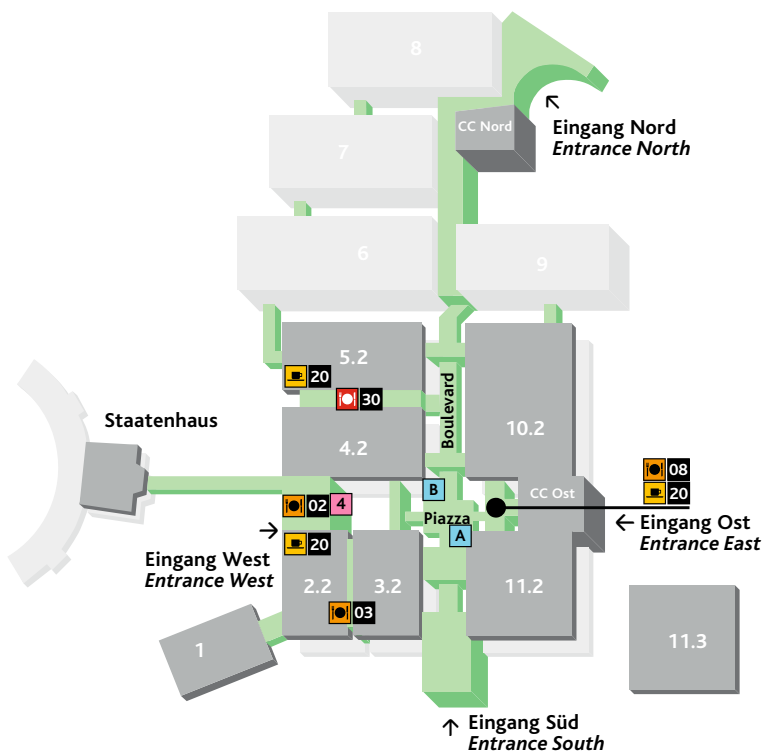 8
CC Nord
Eingang Nord
Entrance North
7
6
9
5.2
20
30
Boulevard
4.2
10.2
Staatenhaus
08
20
B
CC Ost
02
4
Piazza
Eingang Ost
Entrance East
A
20
Eingang West
Entrance West
2.2
3.2
11.2
03
1
11.3
Eingang Süd
Entrance South